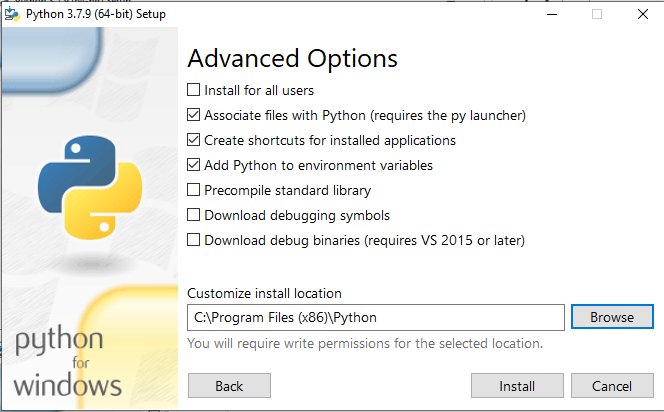 Python 3.7.9 (64-bit) Setup
Advanced Options
Install for all users
Associate files with Python (requires the py launcher)
Create shortcuts for installed applications
Add Python to environment variables
Precompile standard library
Download debugging symbols
Download debug binaries (requires VS 2015 or later)
Customize install location
C:\Program Files (x86)\Python
Browse
You will require write permissions for the selected location.
python
for
windows
Back
Install
Cancel